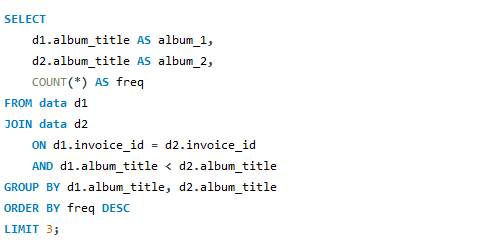 SELECT
    d1.album_title AS album_1,
    d2.album_title AS album_2,
    COUNT(*) AS freq
FROM data d1
JOIN data d2
    ON d1.invoice_id = d2.invoice_id
    AND d1.album_title < d2.album_title
GROUP BY d1.album_title, d2.album_title
ORDER BY freq DESC
LIMIT 3;